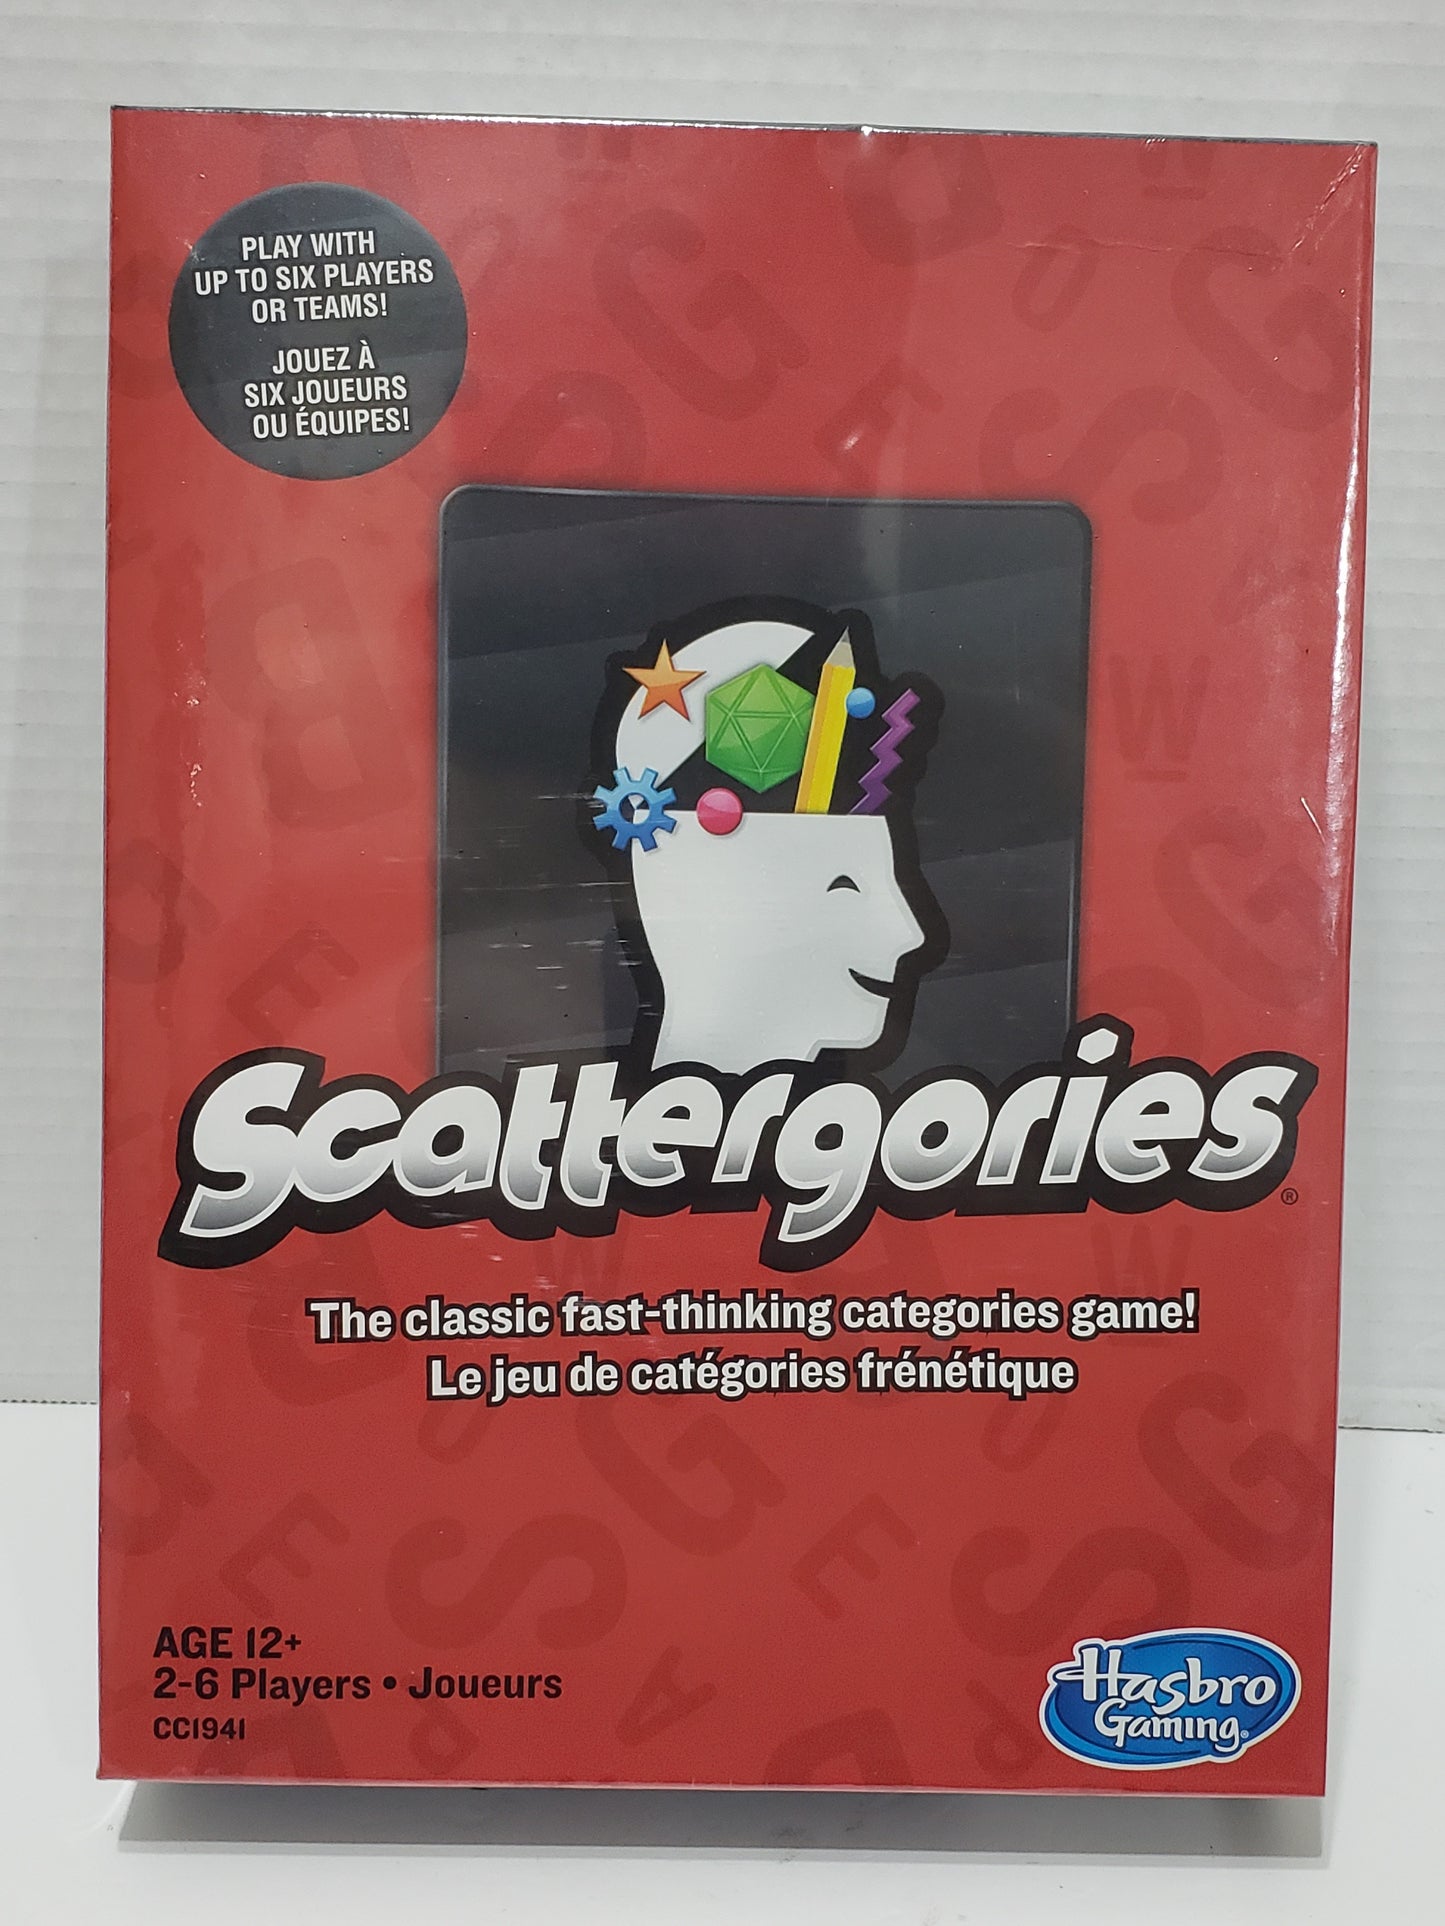 PLAY WITH
UP TO SIX PLAYERS
OR TEAMS!
JOUEZ À
SIX JOUEURS
OU ÉQUIPES!
Scattergories®
The classic fast-thinking categories game!
Le jeu de catégories frénétique
AGE 12+
2-6 Players • Joueurs
CC1941
Hasbro
Gaming